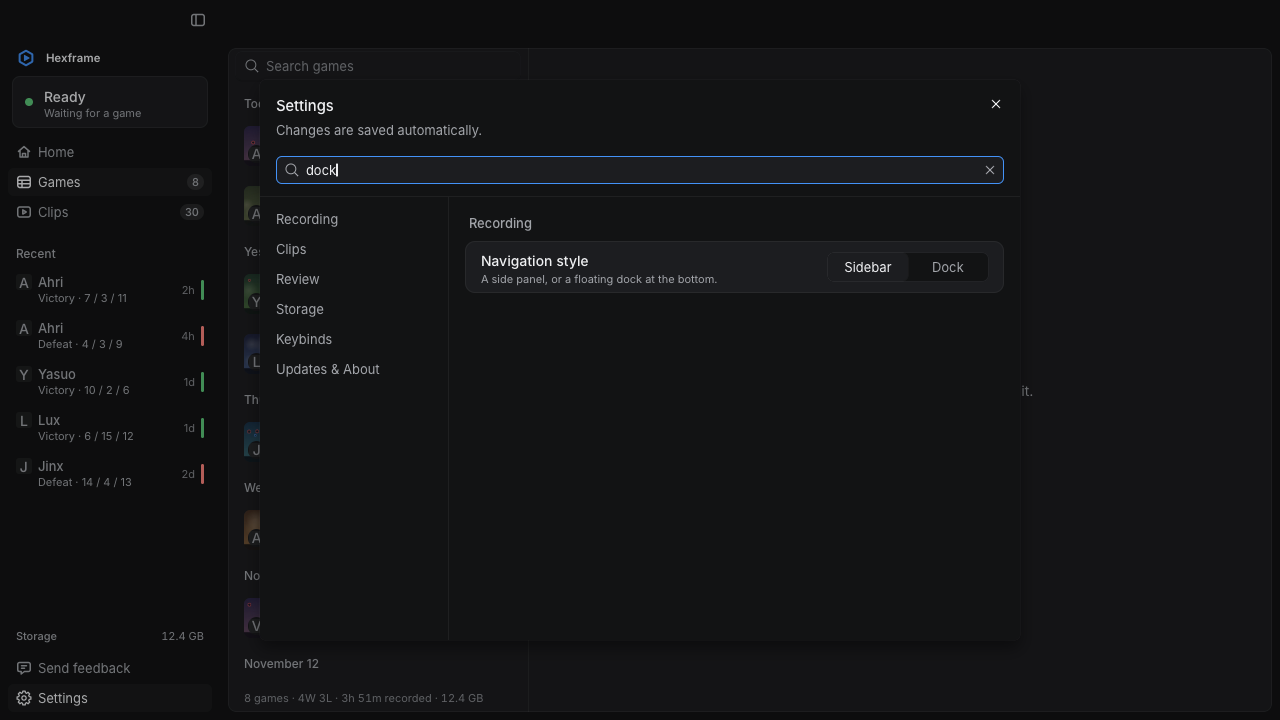 Hexframe
Ready
Waiting for a game
Home
Games 8
Clips 30
Recent
A Ahri
Victory · 7 / 3 / 11
2h
A Ahri
Defeat · 4 / 3 / 9
4h
Y Yasuo
Victory · 10 / 2 / 6
1d
L Lux
Victory · 6 / 15 / 12
1d
J Jinx
Defeat · 14 / 4 / 13
2d
Storage 12.4 GB
Send feedback
Settings
Search games
A
A
Y
L
Th
J
We
A
No
V
November 12
8 games · 4W 3L · 3h 51m recorded · 12.4 GB
it.
Settings
Changes are saved automatically.
dock
Recording
Clips
Review
Storage
Keybinds
Updates & About
Recording
Navigation style
A side panel, or a floating dock at the bottom.
Sidebar Dock